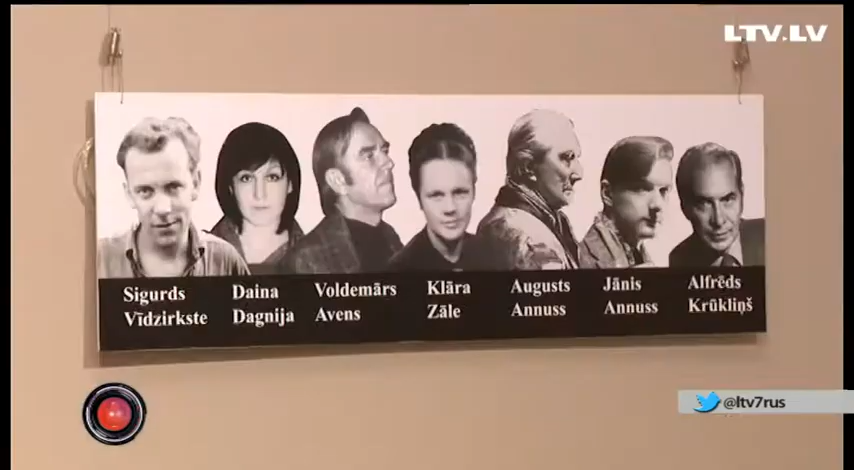 LTV.LV
Sigurds
Vīdzirkste
Daina
Dagnija
Voldemārs
Avens
Klāra
Zāle
Augusts
Annuss
Jānis
Annuss
Alfrēds
Krūkliņš
@ltv7rus